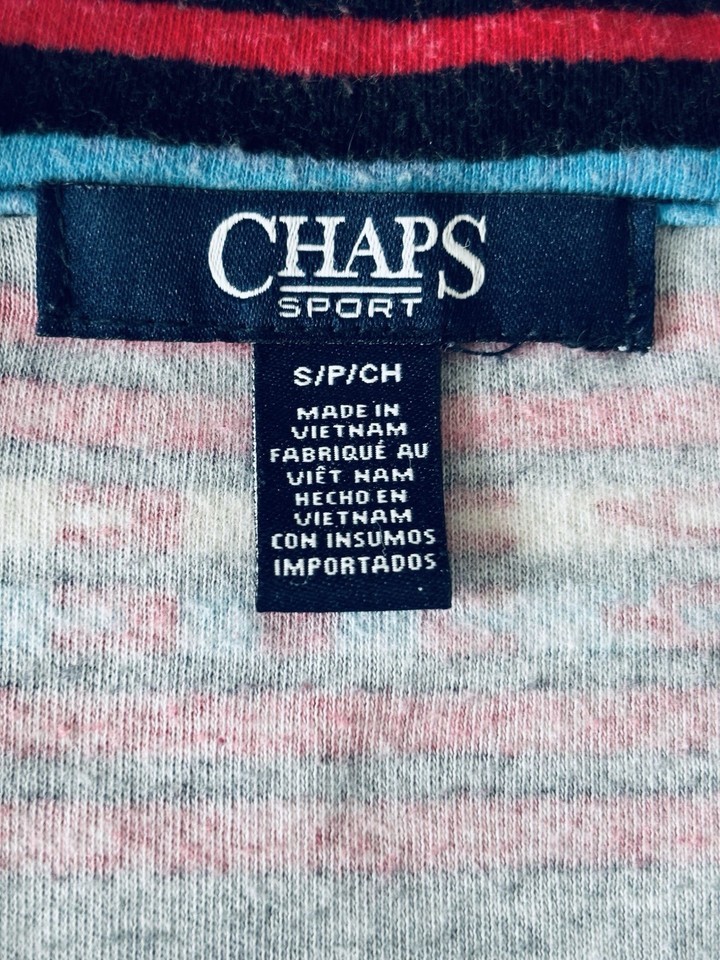 CHAPS
SPORT
S/P/CH
MADE IN
VIETNAM
FABRIQUÉ AU
VIÊT NAM
HECHO EN
VIETNAM
CON INSUMOS
IMPORTADOS